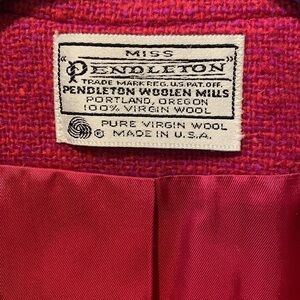 MISS
"PENDLETON"
TRADE MARK REG. U.S. PAT. OFF.
PENDLETON WOOLEN MILLS
PORTLAND, OREGON
100% VIRGIN WOOL
PURE VIRGIN WOOL
® MADE IN U.S.A.